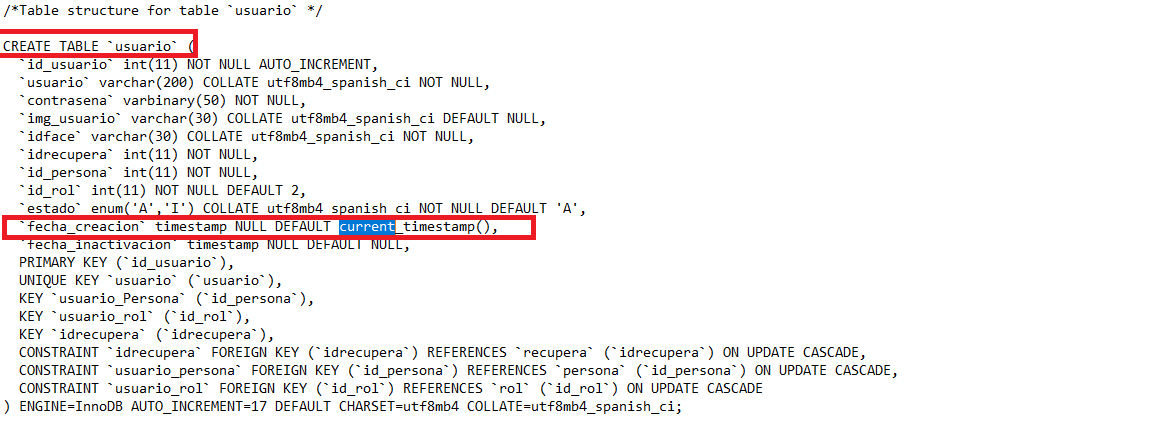 /*Table structure for table `usuario` */
CREATE TABLE `usuario` (
`id_usuario` int(11) NOT NULL AUTO_INCREMENT,
`usuario` varchar(200) COLLATE utf8mb4_spanish_ci NOT NULL,
`contrasena` varbinary(50) NOT NULL,
`img_usuario` varchar(30) COLLATE utf8mb4_spanish_ci DEFAULT NULL,
`idface` varchar(30) COLLATE utf8mb4_spanish_ci NOT NULL,
`idrecupera` int(11) NOT NULL,
`id_persona` int(11) NOT NULL,
`id_rol` int(11) NOT NULL DEFAULT 2,
`estado` enum('A','I') COLLATE utf8mb4_spanish_ci NOT NULL DEFAULT 'A',
`fecha_creacion` timestamp NULL DEFAULT current_timestamp(),
`fecha_inactivacion` timestamp NULL DEFAULT NULL,
PRIMARY KEY (`id_usuario`),
UNIQUE KEY `usuario` (`usuario`),
KEY `usuario_Persona` (`id_persona`),
KEY `usuario_rol` (`id_rol`),
KEY `idrecupera` (`idrecupera`),
CONSTRAINT `idrecupera` FOREIGN KEY (`idrecupera`) REFERENCES `recupera` (`idrecupera`) ON UPDATE CASCADE,
CONSTRAINT `usuario_persona` FOREIGN KEY (`id_persona`) REFERENCES `persona` (`id_persona`) ON UPDATE CASCADE,
CONSTRAINT `usuario_rol` FOREIGN KEY (`id_rol`) REFERENCES `rol` (`id_rol`) ON UPDATE CASCADE
) ENGINE=InnoDB AUTO_INCREMENT=17 DEFAULT CHARSET=utf8mb4 COLLATE=utf8mb4_spanish_ci;